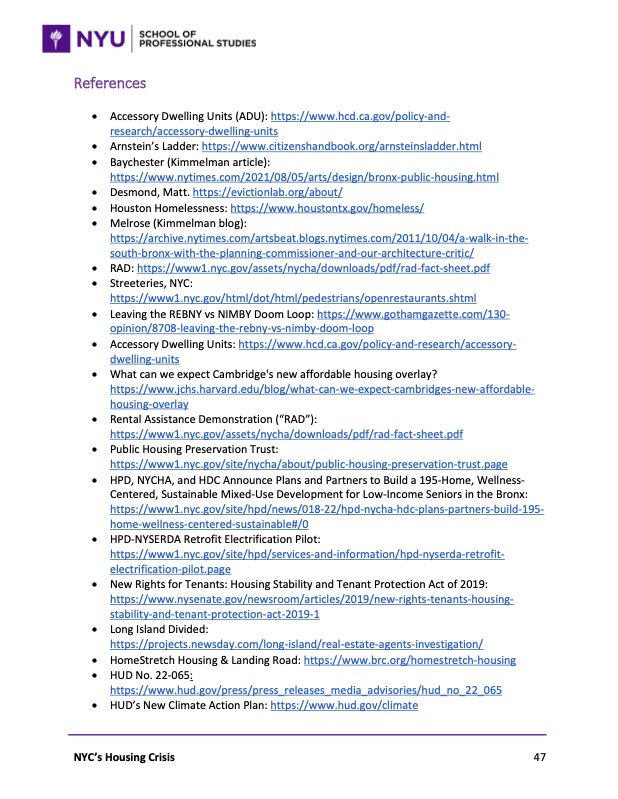 NYU
SCHOOL OF
PROFESSIONAL STUDIES
References
• Accessory Dwelling Units (ADU): https://www.hcd.ca.gov/policy-and-
research/accessory-dwelling-units
• Arnstein's Ladder: https://www.citizenshandbook.org/arnsteinsladder.html
• Baychester (Kimmelman article):
https://www.nytimes.com/2021/08/05/arts/design/bronx-public-housing.html
• Desmond, Matt. https://evictionlab.org/about/
• Houston Homelessness: https://www.houstontx.gov/homeless/
• Melrose (Kimmelman blog):
https://archive.nytimes.com/artsbeat.blogs.nytimes.com/2011/10/04/a-walk-in-the-
south-bronx-with-the-planning-commissioner-and-our-architecture-critic/
• RAD: https://www1.nyc.gov/assets/nycha/downloads/pdf/rad-fact-sheet.pdf
• Streeteries, NYC:
https://www1.nyc.gov/html/dot/html/pedestrians/openrestaurants.shtml
• Leaving the REBNY vs NIMBY Doom Loop: https://www.gothamgazette.com/130-
opinion/8708-leaving-the-rebny-vs-nimby-doom-loop
• Accessory Dwelling Units: https://www.hcd.ca.gov/policy-and-research/accessory-
dwelling-units
• What can we expect Cambridge's new affordable housing overlay?
https://www.jchs.harvard.edu/blog/what-can-we-expect-cambridges-new-affordable-
housing-overlay
• Rental Assistance Demonstration ("RAD"):
https://www1.nyc.gov/assets/nycha/downloads/pdf/rad-fact-sheet.pdf
• Public Housing Preservation Trust:
https://www1.nyc.gov/site/nycha/about/public-housing-preservation-trust.page
• HPD, NYCHA, and HDC Announce Plans and Partners to Build a 195-Home, Wellness-
Centered, Sustainable Mixed-Use Development for Low-Income Seniors in the Bronx:
https://www1.nyc.gov/site/hpd/news/018-22/hpd-nycha-hdc-plans-partners-build-195-
home-wellness-centered-sustainable#/0
• HPD-NYSERDA Retrofit Electrification Pilot:
https://www1.nyc.gov/site/hpd/services-and-information/hpd-nyserda-retrofit-
electrification-pilot.page
• New Rights for Tenants: Housing Stability and Tenant Protection Act of 2019:
https://www.nysenate.gov/newsroom/articles/2019/new-rights-tenants-housing-
stability-and-tenant-protection-act-2019-1
• Long Island Divided:
https://projects.newsday.com/long-island/real-estate-agents-investigation/
• HomeStretch Housing & Landing Road: https://www.brc.org/homestretch-housing
• HUD No. 22-065:
https://www.hud.gov/press/press_releases_media_advisories/hud_no_22_065
• HUD's New Climate Action Plan: https://www.hud.gov/climate
NYC's Housing Crisis
47